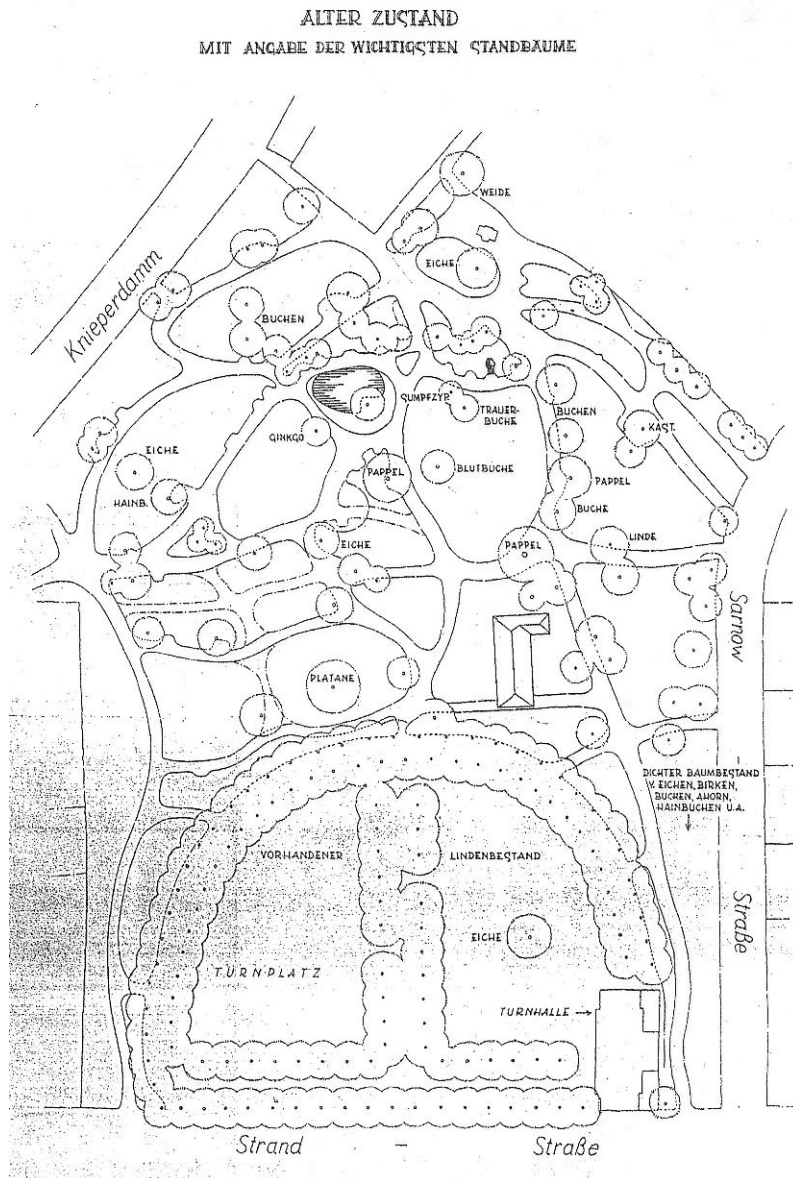 ALTER ZUSTAND
MIT ANGABE DER WICHTIGSTEN STANDBÄUME
WEIDE
EICHE
Knieperdamm
BUCHEN
SUMPFZYP.
TRAUER-
BUCHE
BUCHEN
KAST.
GINKGO
EICHE
PAPPEL
BLUTBUCHE
PAPPEL
HAINB.
BUCHE
EICHE
PAPPEL
LINDE
Sarnow - Straße
PLATANE
DICHTER BAUMBESTAND
V. EICHEN, BIRKEN,
BUCHEN, AHORN,
HAINBUCHEN U.A.
VORHANDENER LINDENBESTAND
EICHE
TURNPLATZ
TURNHALLE
Strand - Straße